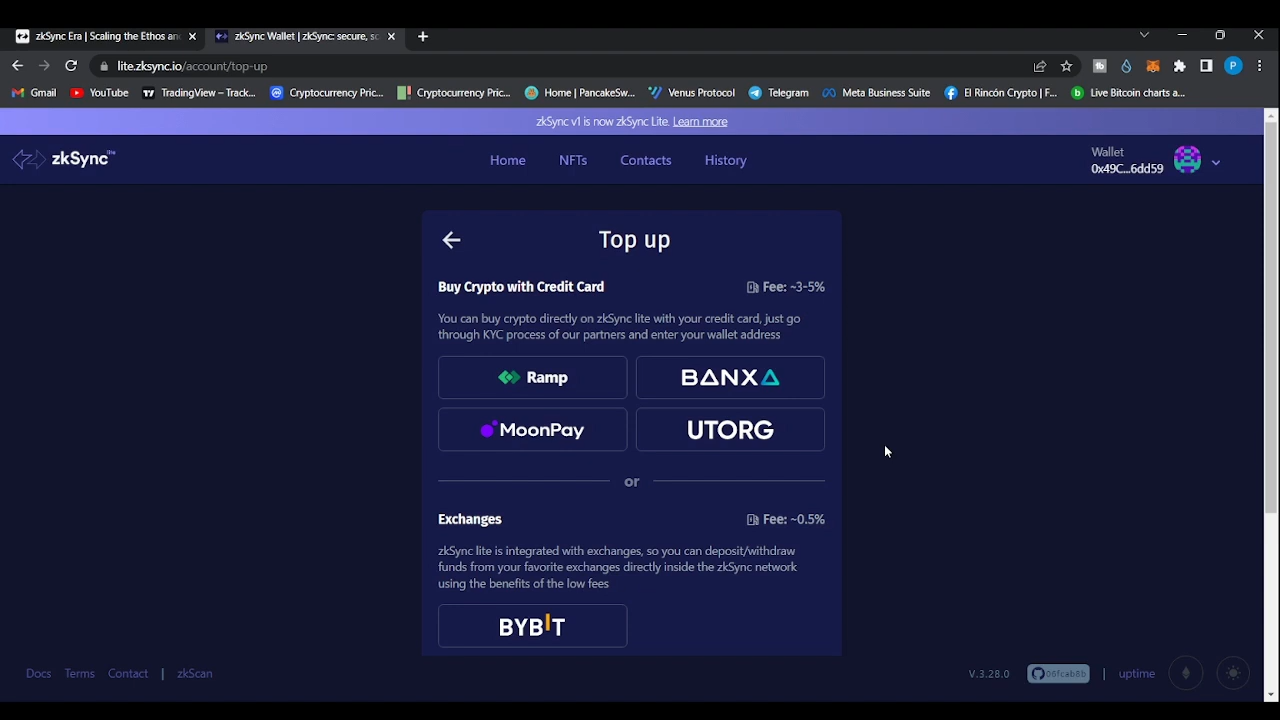 zkSync Era | Scaling the Ethos and
zkSync Wallet | zkSync: secure, sc
lite.zksync.io/account/top-up
P
Gmail
YouTube
TradingView – Track...
Cryptocurrency Pric...
Cryptocurrency Pric...
Home | PancakeSw...
Venus Protocol
Telegram
Meta Business Suite
El Rincón Crypto | F...
Live Bitcoin charts a...
zkSync v1 is now zkSync Lite. Learn more
zkSync lite
Home
NFTs
Contacts
History
Wallet
0x49C...6dd59
Top up
Buy Crypto with Credit Card
Fee: ~3-5%
You can buy crypto directly on zkSync lite with your credit card, just go
through KYC process of our partners and enter your wallet address
Ramp
BANXA
MoonPay
UTORG
or
Exchanges
Fee: ~0.5%
zkSync lite is integrated with exchanges, so you can deposit/withdraw
funds from your favorite exchanges directly inside the zkSync network
using the benefits of the low fees
BYBIT
Docs
Terms
Contact
|
zkScan
V.3.28.0
06fcab8b
|
uptime